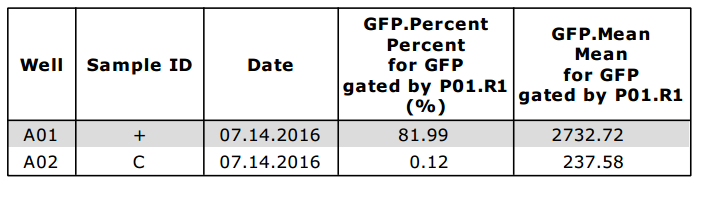 Well Sample ID Date GFP.Percent Percent for GFP gated by P01.R1 (%) GFP.Mean Mean for GFP gated by P01.R1
A01 + 07.14.2016 81.99 2732.72
A02 C 07.14.2016 0.12 237.58